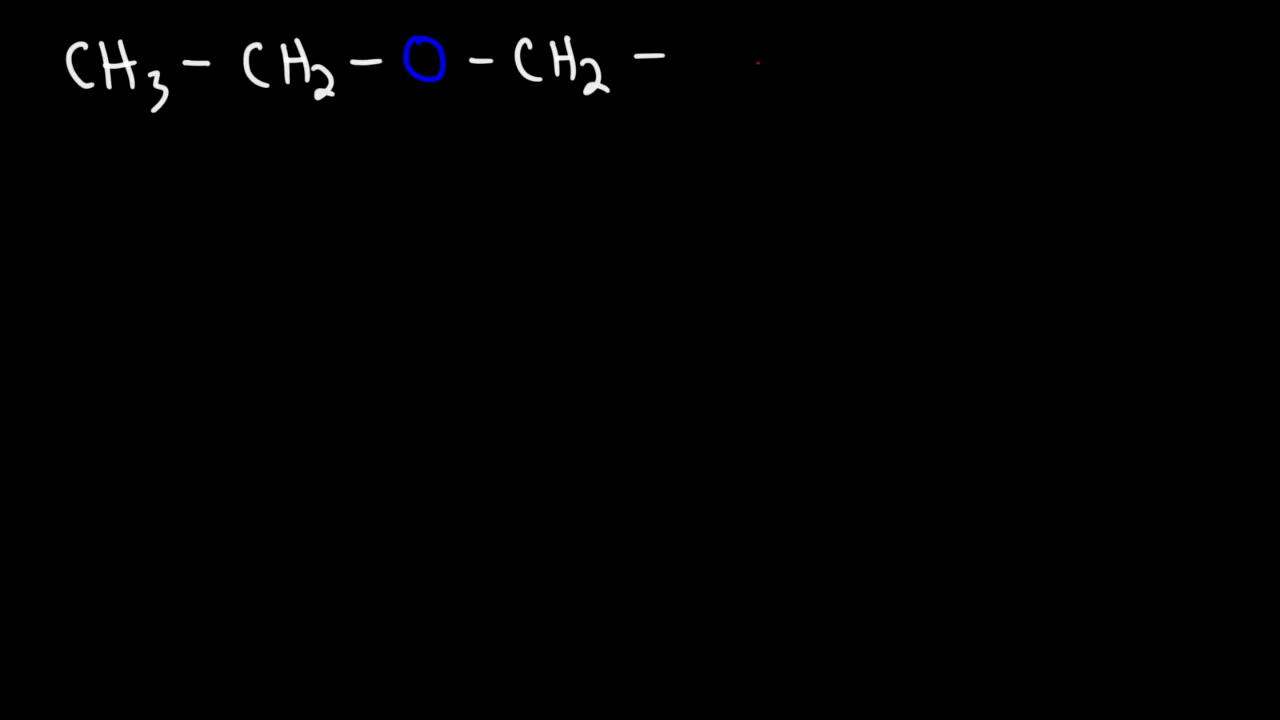 CH₃ - CH₂ - O - CH₂ -